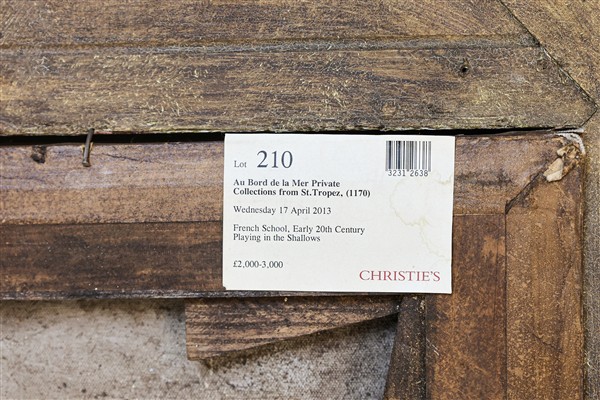 Lot 210
3231 2638
Au Bord de la Mer Private
Collections from St.Tropez, (1170)
Wednesday 17 April 2013
French School, Early 20th Century
Playing in the Shallows
£2,000-3,000
CHRISTIE'S